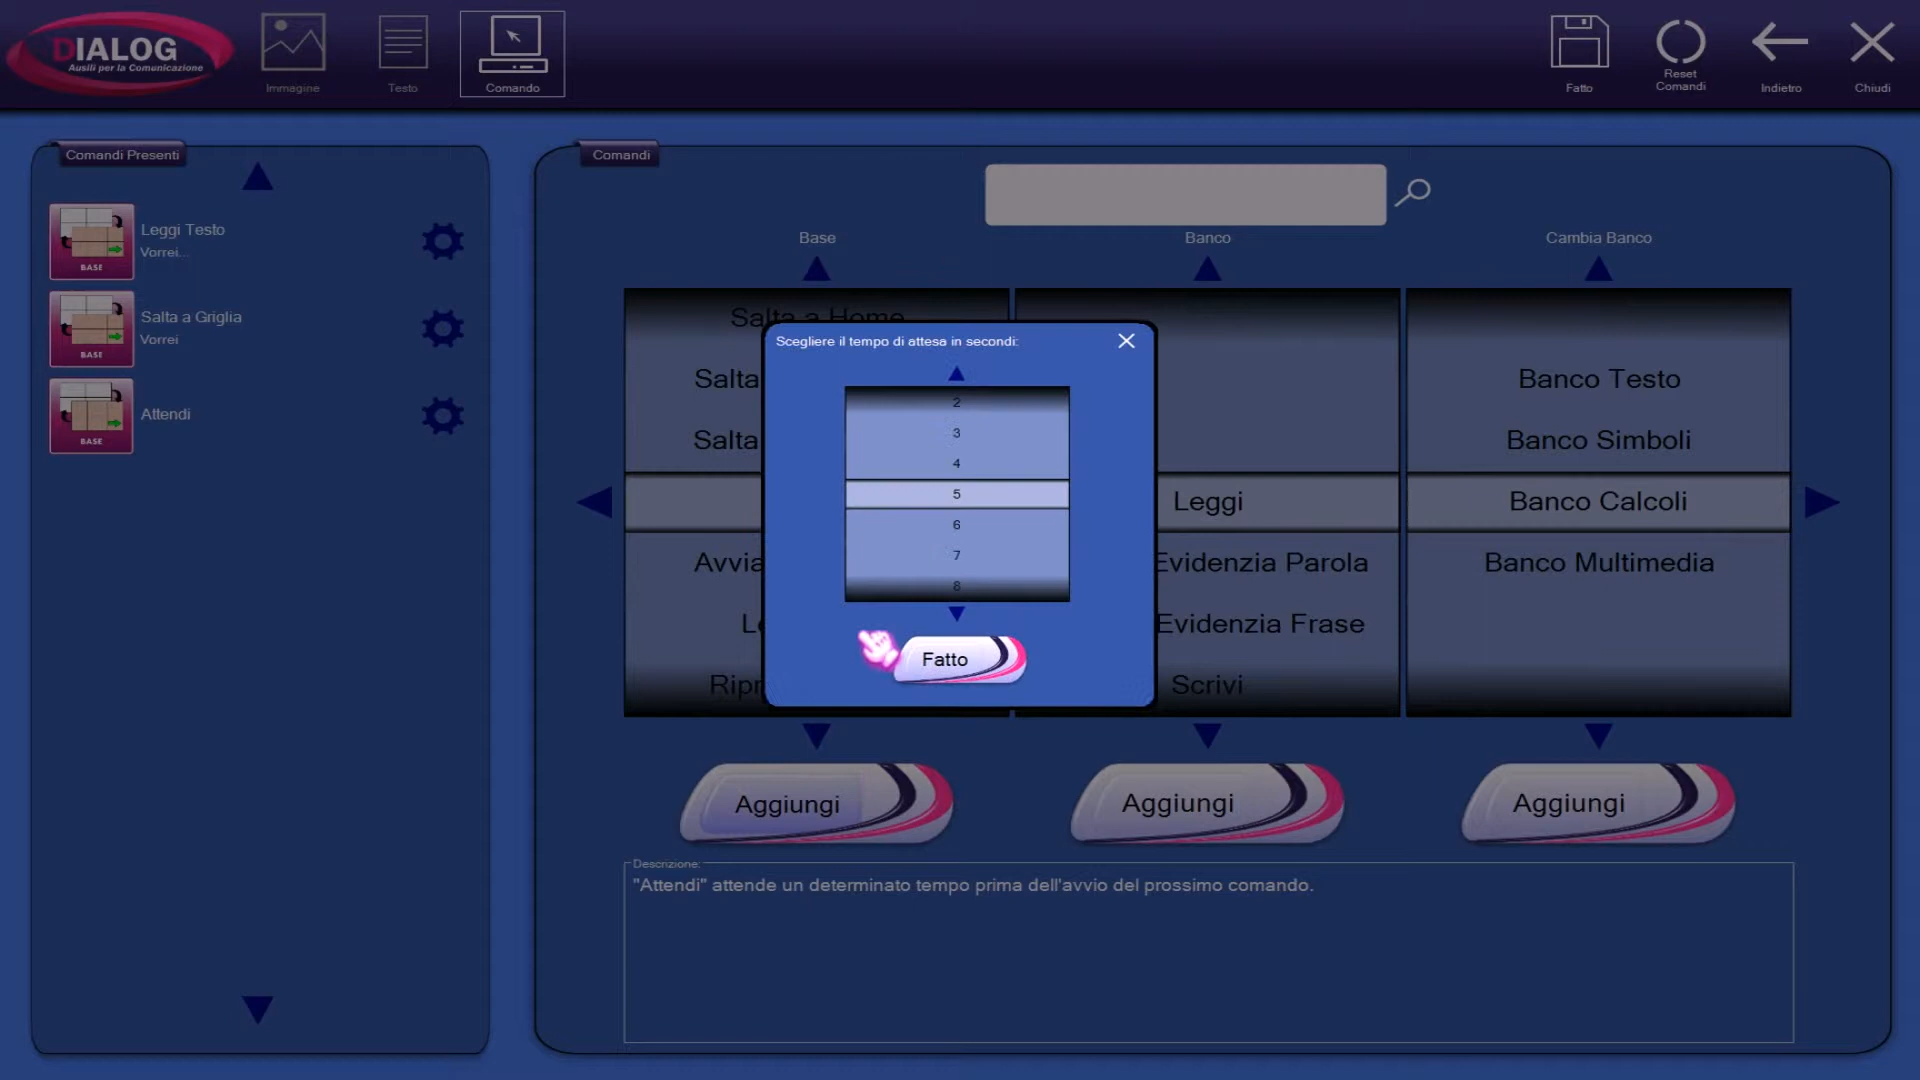 DIALOG
Ausili per la Comunicazione
Immagine
Testo
Comando
Fatto
Reset
Comandi
Indietro
Chiudi
Comandi Presenti
Leggi Testo
Vorrei...
BASE
Salta a Griglia
Vorrei
BASE
Attendi
BASE
Comandi
Base
Banco
Cambia Banco
Salta a Home
Salta
Salta
Avvia
Leggi
Evidenzia Parola
Evidenzia Frase
Scrivi
Banco Testo
Banco Simboli
Banco Calcoli
Banco Multimedia
Scegliere il tempo di attesa in secondi:
2
3
4
5
6
7
8
Fatto
Aggiungi
Aggiungi
Aggiungi
Descrizione:
"Attendi" attende un determinato tempo prima dell'avvio del prossimo comando.